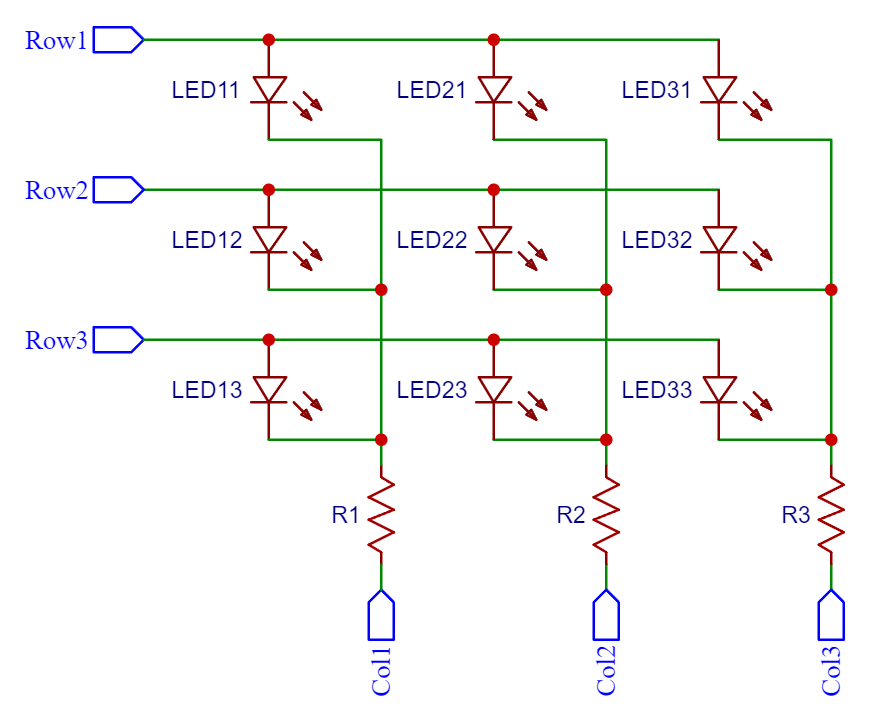 Row1
LED11 LED21 LED31
Row2
LED12 LED22 LED32
Row3
LED13 LED23 LED33
R1 R2 R3
Col1 Col2 Col3